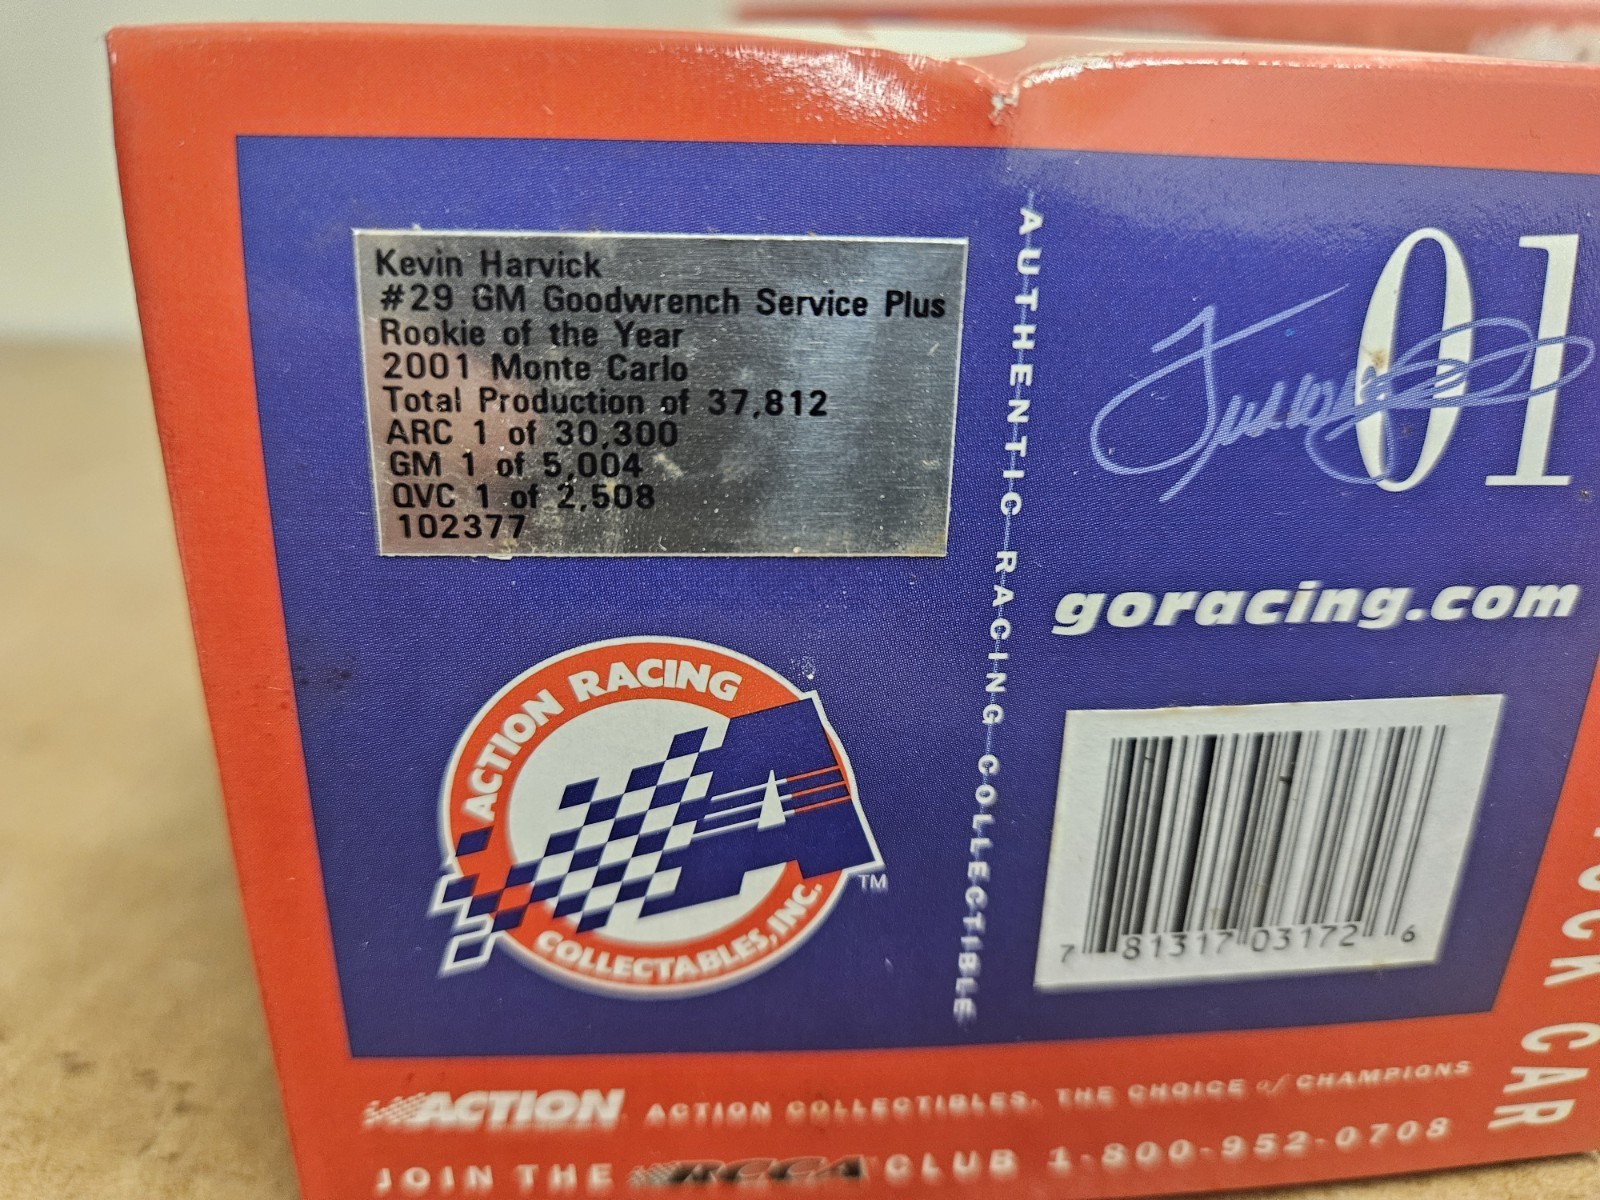 Kevin Harvick
#29 GM Goodwrench Service Plus
Rookie of the Year
2001 Monte Carlo
Total Production of 37,812
ARC 1 of 30,300
GM 1 of 5,004
QVC 1 of 2,508
102377
AUTHENTIC RACING COLLECTIBLE
01
goracing.com
ACTION RACING
COLLECTABLES, INC.
TM
7 81317 03172 6
CAR
ACTION ACTION COLLECTIBLES, THE CHOICE of CHAMPIONS
JOIN THE RCCA CLUB 1-800-952-0708